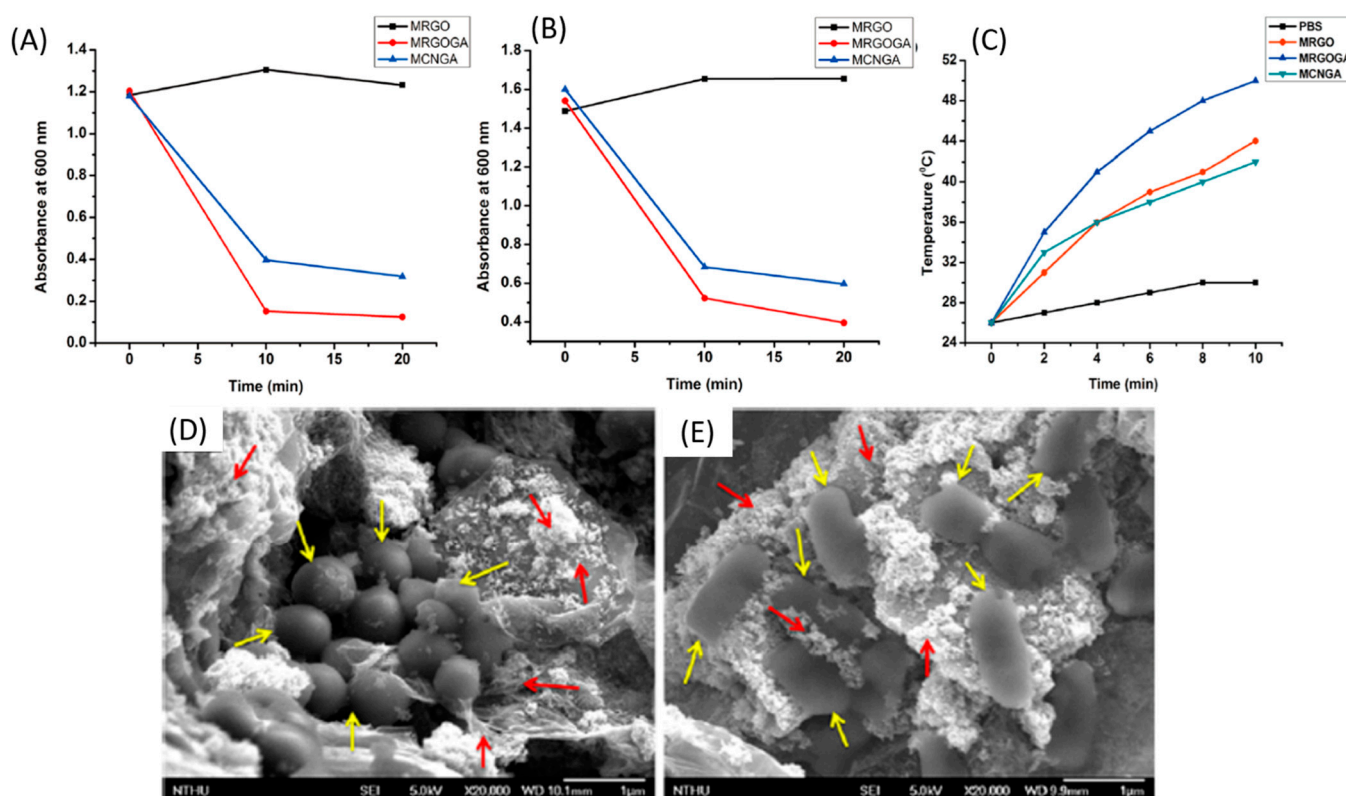 (A)
MRGO
MRGOGA
MCNGA
1.4
1.2
1.0
0.8
0.6
0.4
0.2
0.0
Absorbance at 600 nm
0 5 10 15 20
Time (min)
(B)
MRGO
MRGOGA
MCNGA
1.8
1.6
1.4
1.2
1.0
0.8
0.6
0.4
Absorbance at 600 nm
0 5 10 15 20
Time (min)
(C)
PBS
MRGO
MRGOGA
MCNGA
52
48
44
40
36
32
28
24
Temperature (⁰C)
0 2 4 6 8 10
Time (min)
(D)
NTHU SEI 5.0kV X20,000 WD 10.1mm 1µm
(E)
NTHU SEI 5.0kV X20,000 WD 9.9mm 1µm